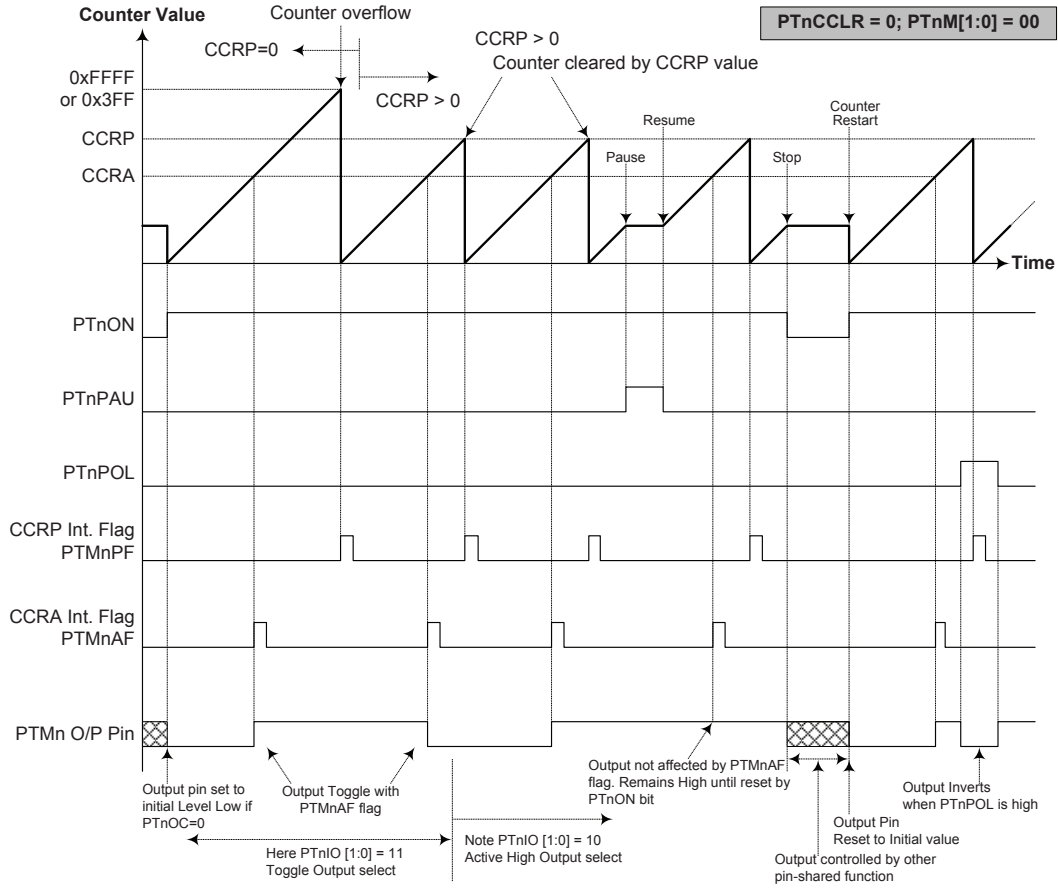 Counter Value
Counter overflow
PTnCCLR = 0; PTnM[1:0] = 00
CCRP=0
CCRP > 0
CCRP > 0
Counter cleared by CCRP value
0xFFFF
or 0x3FF
CCRP
CCRA
Pause
Resume
Stop
Counter
Restart
Time
PTnON
PTnPAU
PTnPOL
CCRP Int. Flag
PTMnPF
CCRA Int. Flag
PTMnAF
PTMn O/P Pin
Output pin set to
initial Level Low if
PTnOC=0
Output Toggle with
PTMnAF flag
Here PTnIO [1:0] = 11
Toggle Output select
Note PTnIO [1:0] = 10
Active High Output select
Output not affected by PTMnAF
flag. Remains High until reset by
PTnON bit
Output controlled by other
pin-shared function
Output Pin
Reset to Initial value
Output Inverts
when PTnPOL is high